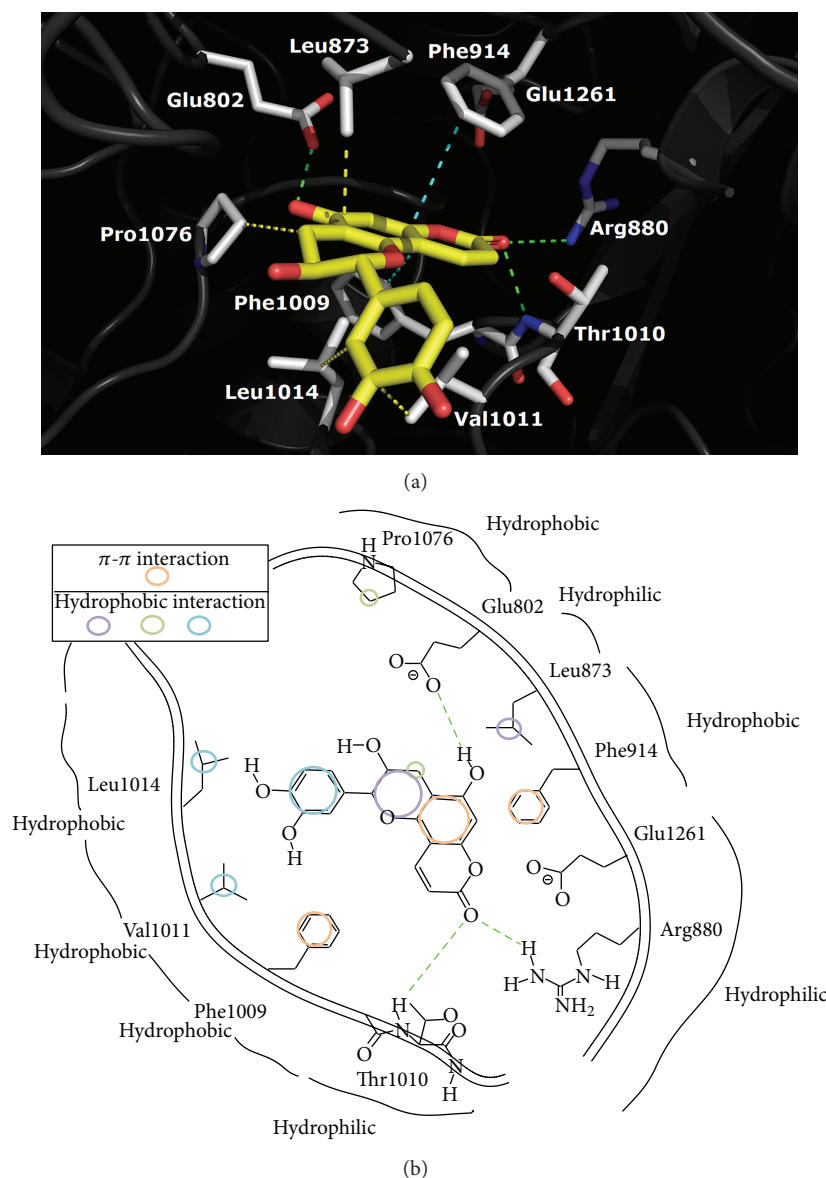 Leu873
Phe914
Glu802
Glu1261
Pro1076
Arg880
Phe1009
Thr1010
Leu1014
Val1011
(a)
Hydrophobic
H
N
Pro1076
π-π interaction
Hydrophobic interaction
Glu802
Hydrophilic
O
⊖
O
Leu873
Hydrophobic
H–O
H
O
Phe914
H
O
Leu1014
O
Glu1261
Hydrophobic
O
H
O
⊖
O
O
O
Val1011
Arg880
Hydrophobic
H
H–N
N–H
Hydrophilic
Phe1009
H
NH2
Hydrophobic
N
O
O
O
N
Thr1010
H
Hydrophilic
(b)